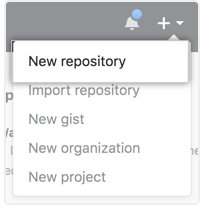 New repository
Import repository
New gist
New organization
New project